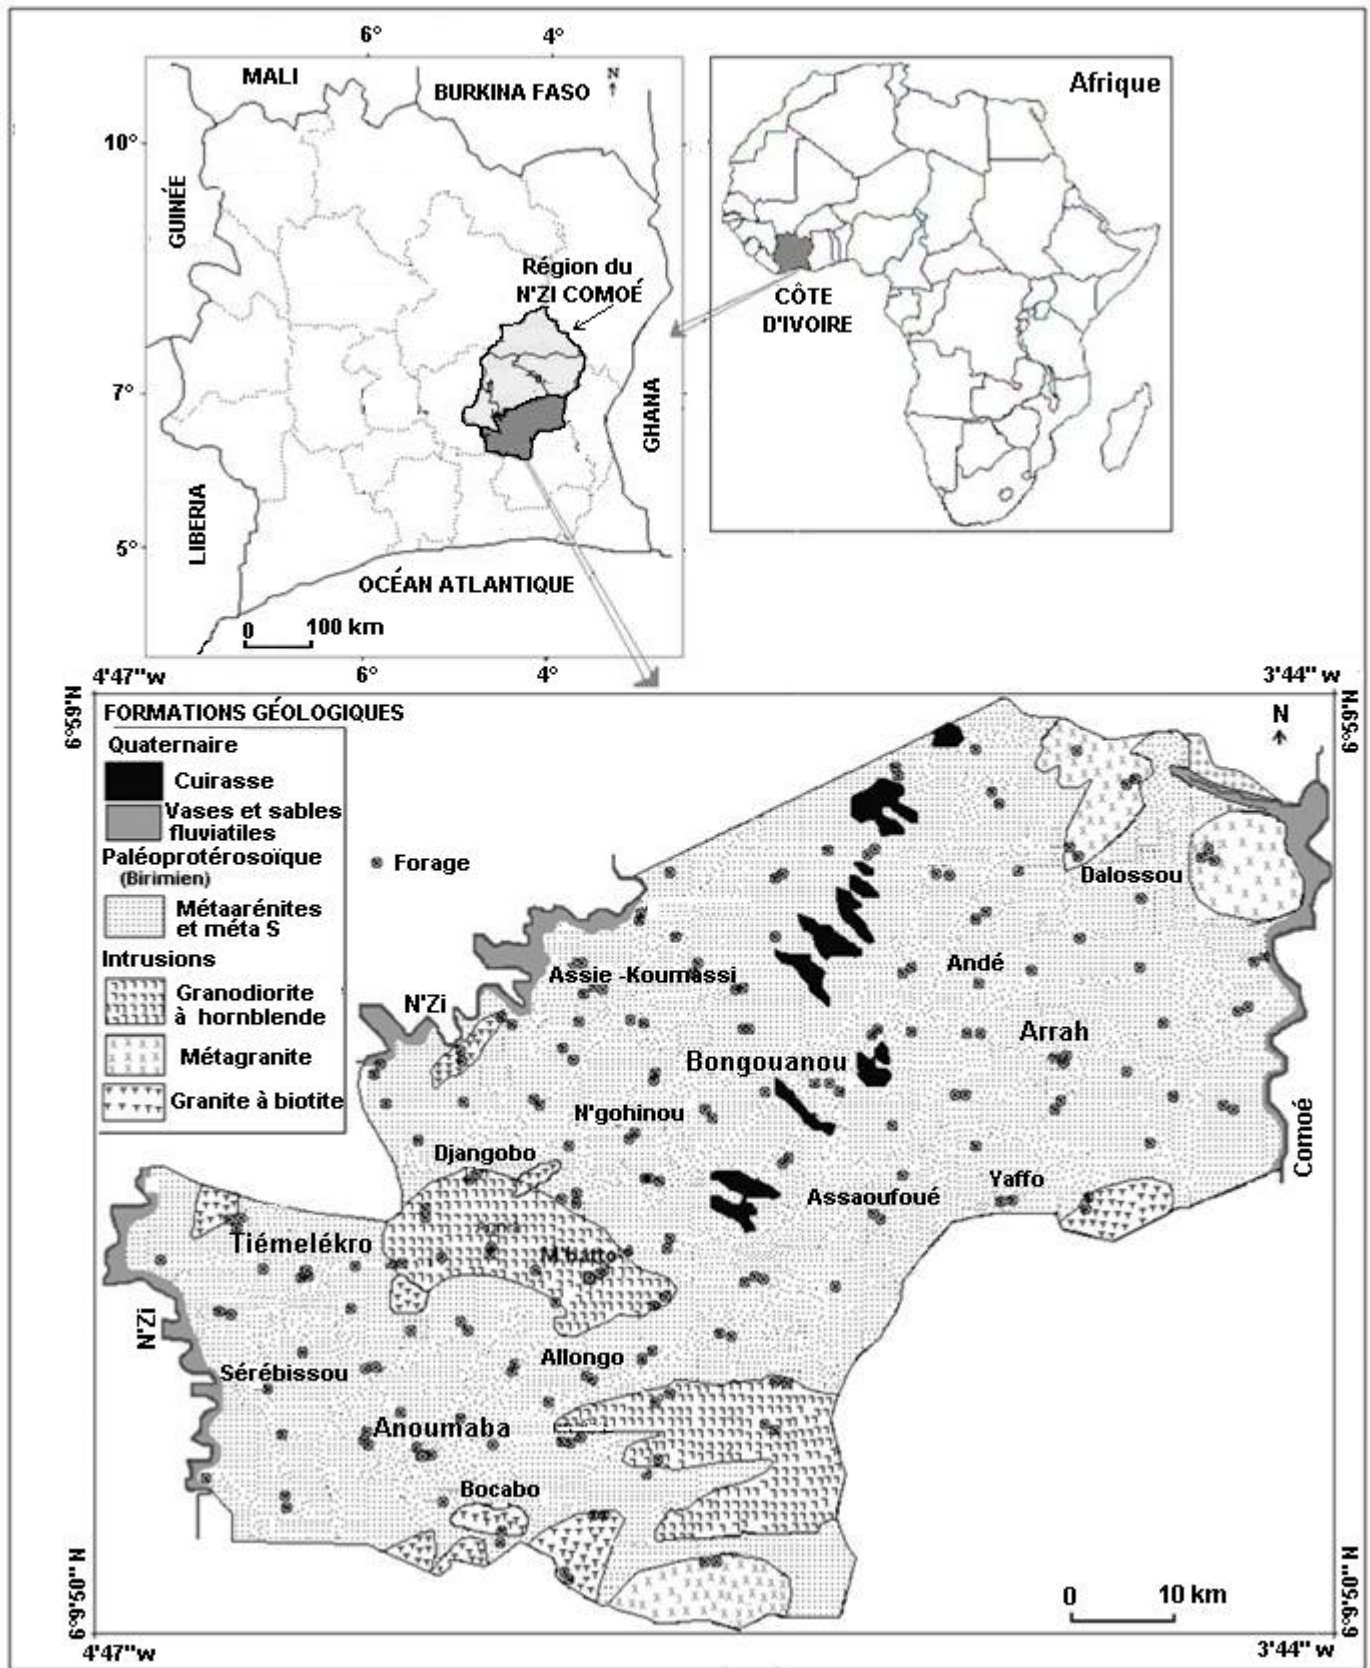 6°
4°
MALI
BURKINA FASO
N
10°
GUINÉE
Région du
N'ZI COMOÉ
7°
GHANA
LIBERIA
5°
OCÉAN ATLANTIQUE
0 100 km
6°
4°
Afrique
CÔTE
D'IVOIRE
4'47"w
3'44" w
6°59'N
6°59'N
FORMATIONS GÉOLOGIQUES
Quaternaire
Cuirasse
Vases et sables
fluviatiles
Paléoprotérosoïque
(Birimien)
Métaarénites
et méta S
Intrusions
Granodiorite
à hornblende
Métagranite
Granite à biotite
Forage
N
Dalossou
Andé
Assie -Koumassi
N'Zi
Arrah
Bongouanou
N'gohinou
Comoé
Djangobo
Yaffo
Assaoufoué
Tiémelékro
M'batto
N'Zi
Allongo
Sérébissou
Anoumaba
Bocabo
0 10 km
6°9'50" N
6°9'50" N
4'47"w
3'44" w